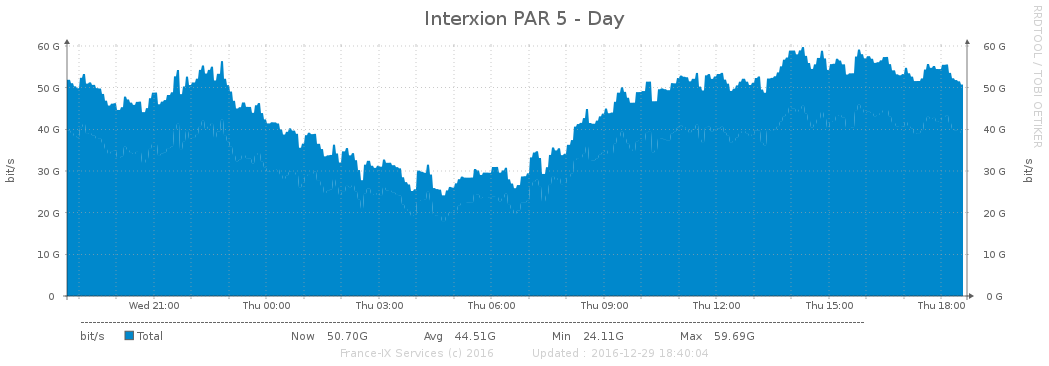 Interxion PAR 5 - Day
RRDTOOL / TOBI OETIKER
60 G 60 G
50 G 50 G
40 G 40 G
bit/s bit/s
30 G 30 G
20 G 20 G
10 G 10 G
0 0 G
Wed 21:00 Thu 00:00 Thu 03:00 Thu 06:00 Thu 09:00 Thu 12:00 Thu 15:00 Thu 18:00
bit/s Total Now 50.70G Avg 44.51G Min 24.11G Max 59.69G
France-IX Services (c) 2016 Updated : 2016-12-29 18:40:04